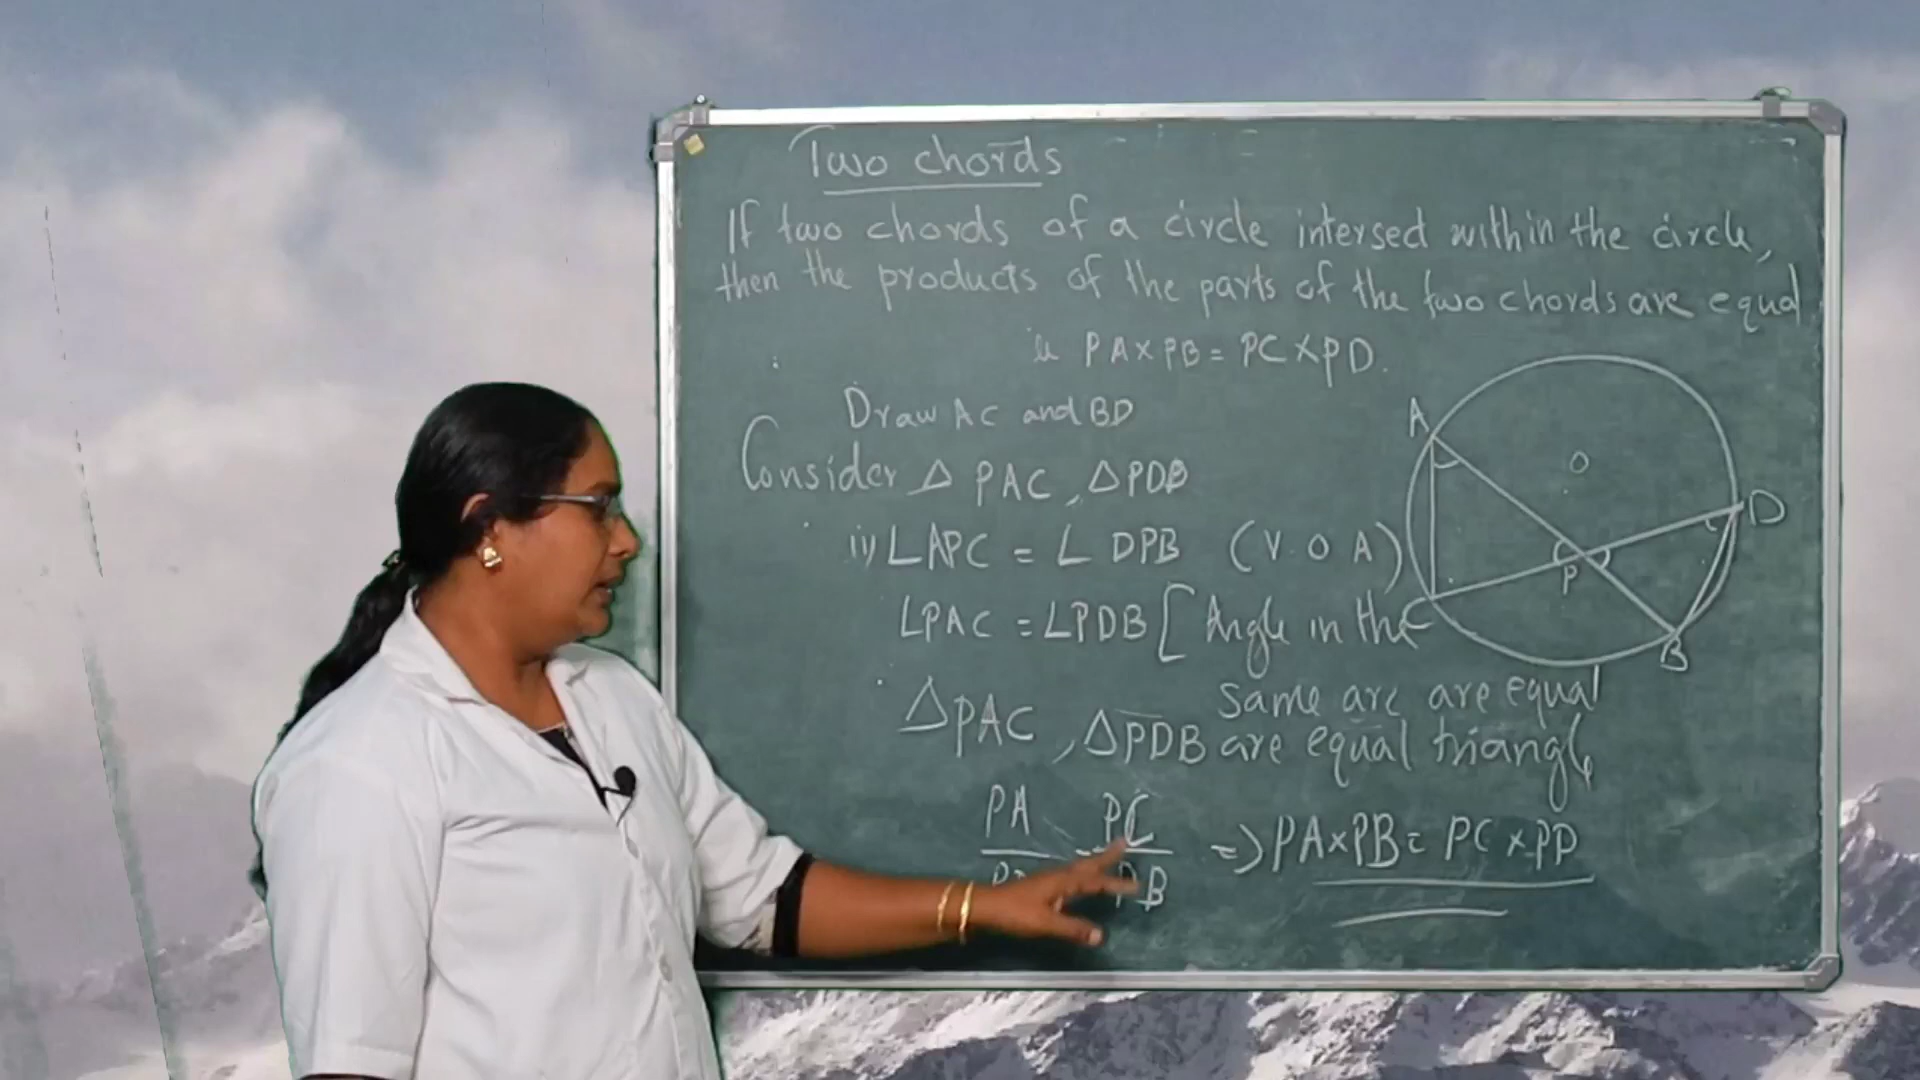 Two chords
If two chords of a circle intersed within the circle,
then the products of the parts of the two chords are equal
ie PA×PB = PC×PD.
Draw AC and BD
Consider △ PAC, △PDB
∠APC = ∠DPB (V.O A)
∠PAC = ∠PDB [Angle in the
same arc are equal
△PAC, △PDB are equal triangle
PA = PC => PA×PB = PC×PD
PB
A
O
D
P
C
B